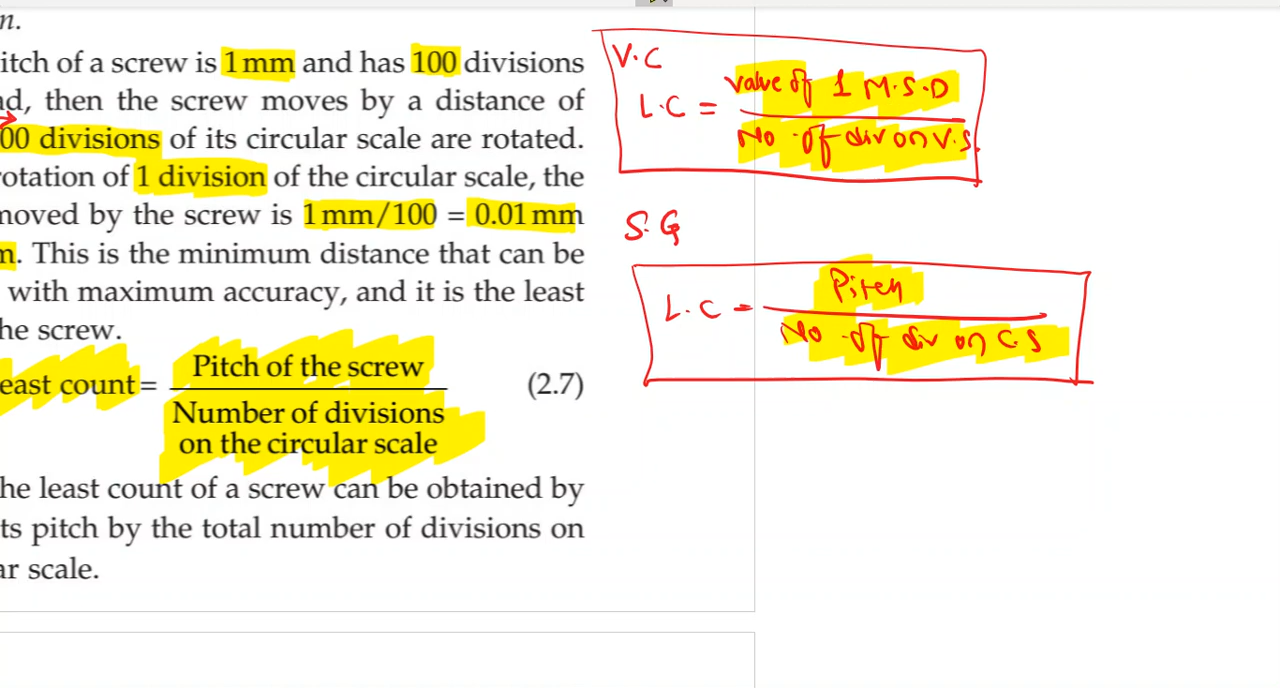 n.
itch of a screw is 1 mm and has 100 divisions
d, then the screw moves by a distance of
00 divisions of its circular scale are rotated.
otation of 1 division of the circular scale, the
moved by the screw is 1 mm/100 = 0.01 mm
m. This is the minimum distance that can be
with maximum accuracy, and it is the least
he screw.
east count = Pitch of the screw (2.7)
Number of divisions
on the circular scale
he least count of a screw can be obtained by
ts pitch by the total number of divisions on
ar scale.
V.C
L.C = Value of 1 M.S.D
No of div on V.S.
S.G
L.C = Pitch
No of div on C.S